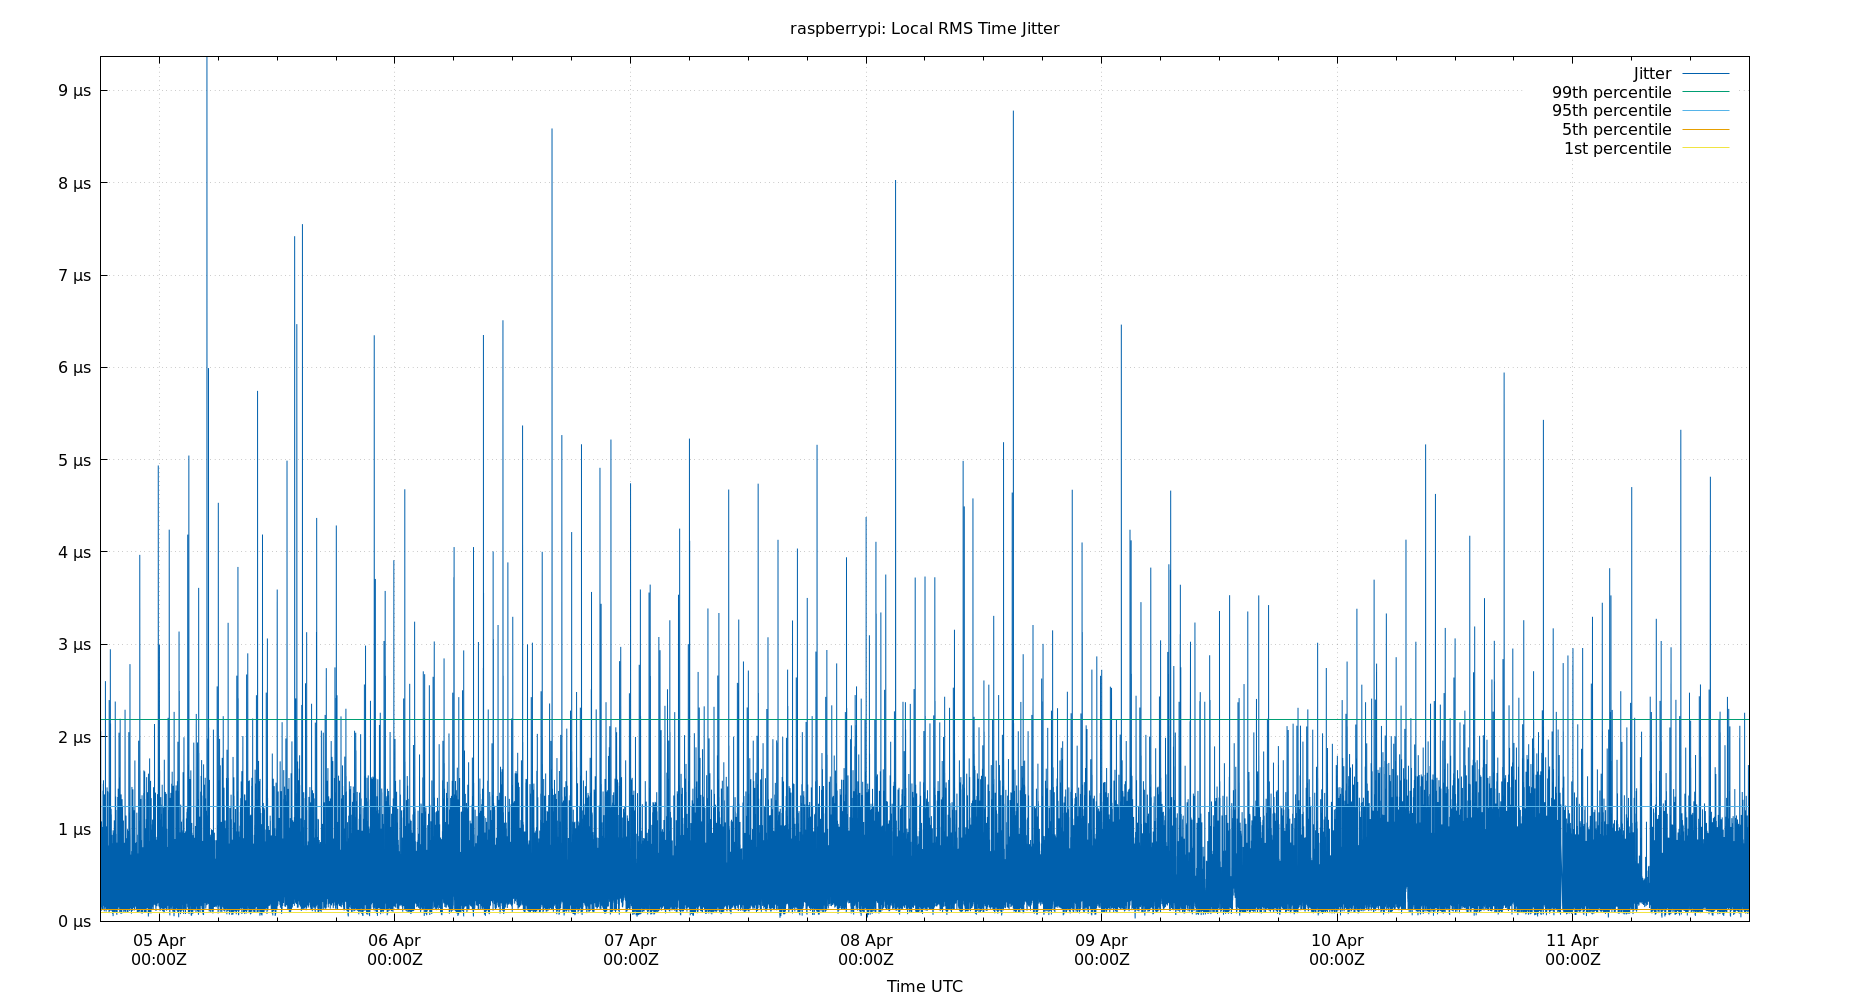 raspberrypi: Local RMS Time Jitter
Jitter
99th percentile
95th percentile
5th percentile
1st percentile
9 µs
8 µs
7 µs
6 µs
5 µs
4 µs
3 µs
2 µs
1 µs
0 µs
05 Apr 06 Apr 07 Apr 08 Apr 09 Apr 10 Apr 11 Apr
00:00Z 00:00Z 00:00Z 00:00Z 00:00Z 00:00Z 00:00Z
Time UTC